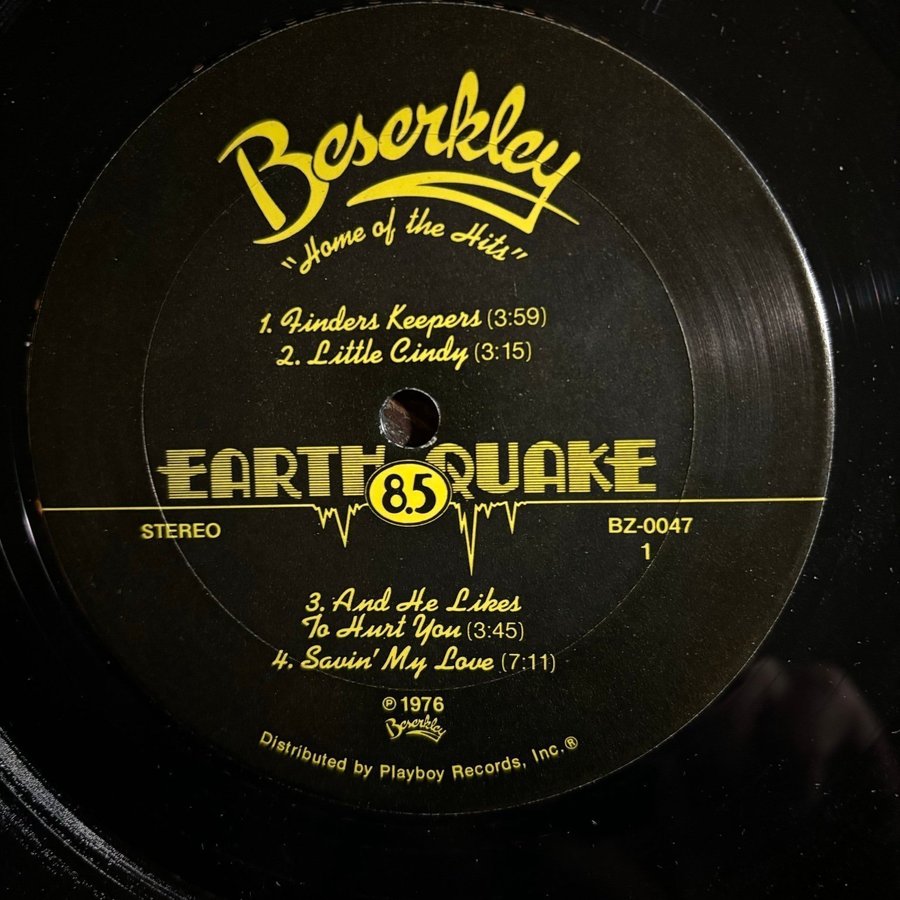 Beserkley
"Home of the Hits"
1. Finders Keepers (3:59)
2. Little Cindy (3:15)
EARTH QUAKE
8.5
STEREO
BZ-0047
1
3. And He Likes
To Hurt You (3:45)
4. Savin' My Love (7:11)
℗ 1976
Beserkley
Distributed by Playboy Records, Inc.®